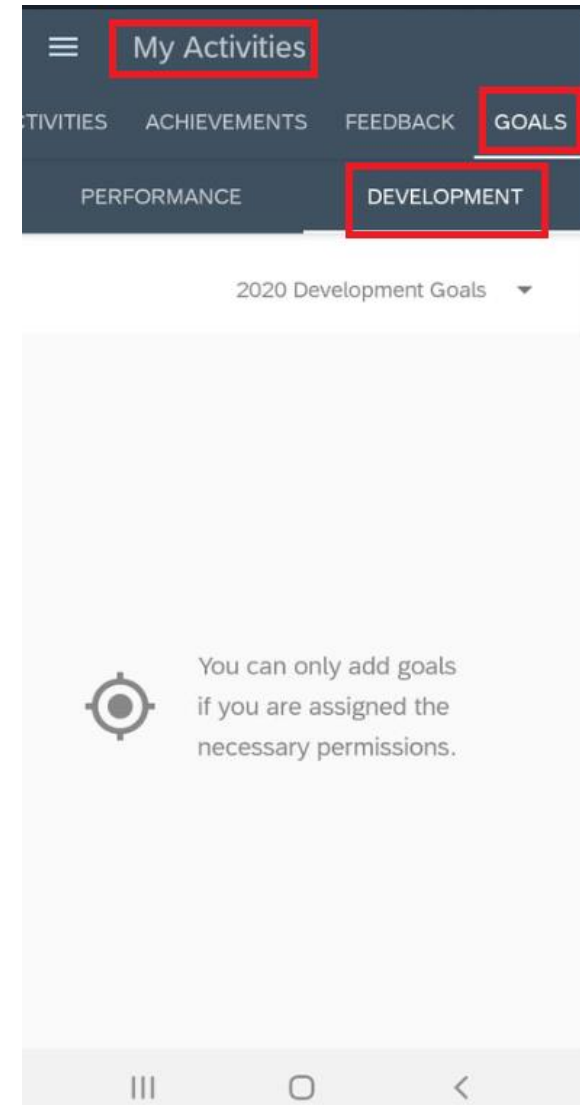 My Activities
TIVITIES ACHIEVEMENTS FEEDBACK GOALS
PERFORMANCE DEVELOPMENT
2020 Development Goals
You can only add goals
if you are assigned the
necessary permissions.